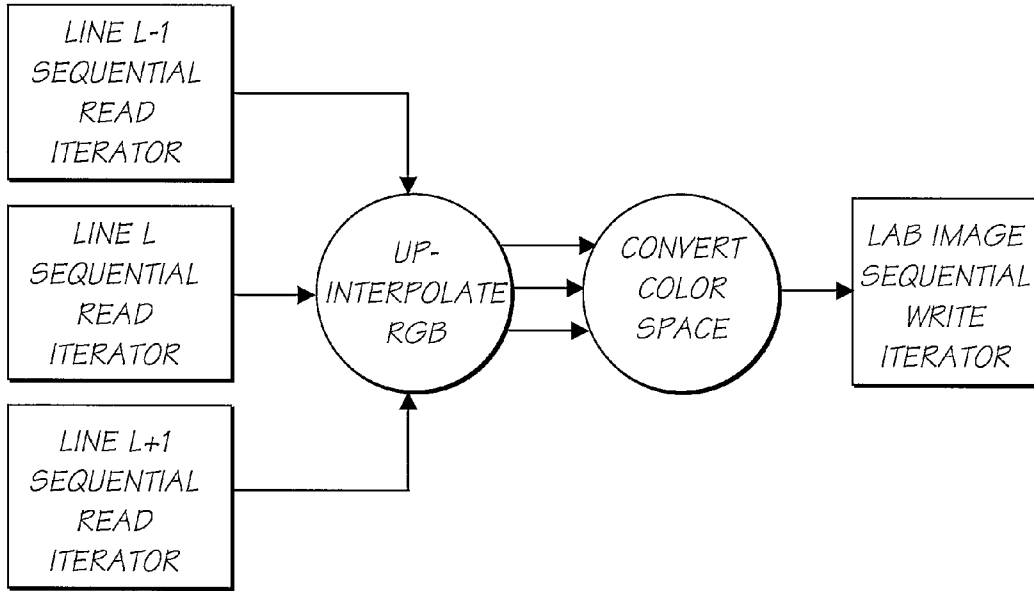 LINE L-1
SEQUENTIAL
READ
ITERATOR
LINE L
SEQUENTIAL
READ
ITERATOR
LINE L+1
SEQUENTIAL
READ
ITERATOR
UP-
INTERPOLATE
RGB
CONVERT
COLOR
SPACE
LAB IMAGE
SEQUENTIAL
WRITE
ITERATOR